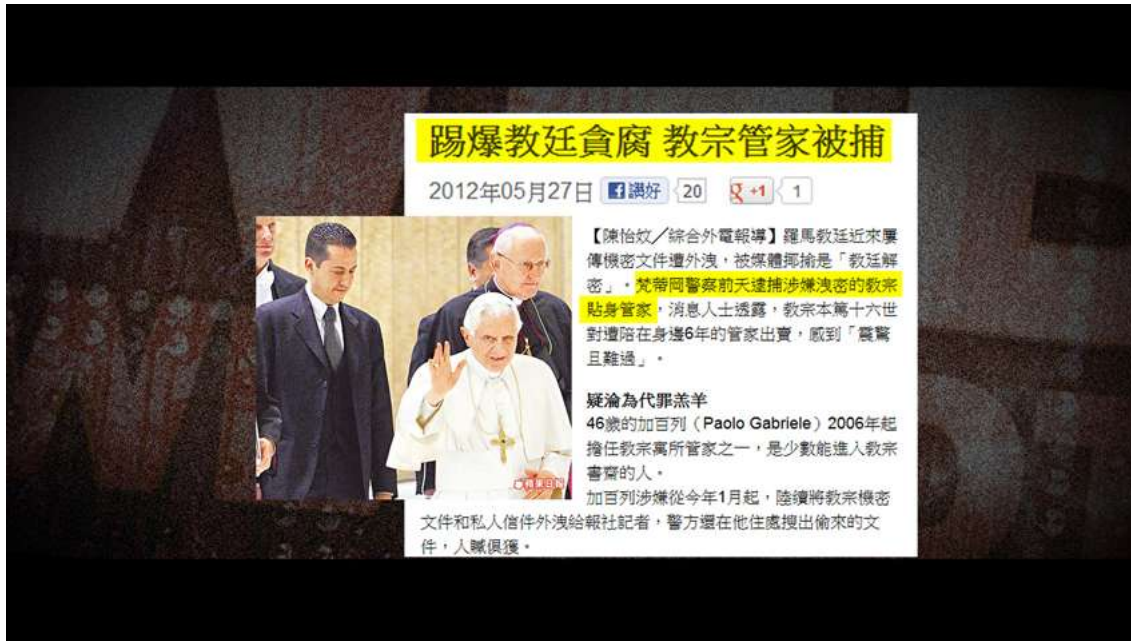 踢爆教廷貪腐 教宗管家被捕
2012年05月27日 讚好 20 +1 1
【陳怡妏╱綜合外電報導】羅馬教廷近來屢
傳機密文件遭外洩,被媒體揶揄是「教廷解
密」。梵蒂岡警察前天逮捕涉嫌洩密的教宗
貼身管家,消息人士透露,教宗本篤十六世
對遭陪在身邊6年的管家出賣,感到「震驚
且難過」。
疑淪為代罪羔羊
46歲的加百列(Paolo Gabriele)2006年起
擔任教宗寓所管家之一,是少數能進入教宗
書齋的人。
加百列涉嫌從今年1月起,陸續將教宗機密
文件和私人信件外洩給報社記者,警方還在他住處搜出偷來的文
件,人贓俱獲。
蘋果日報